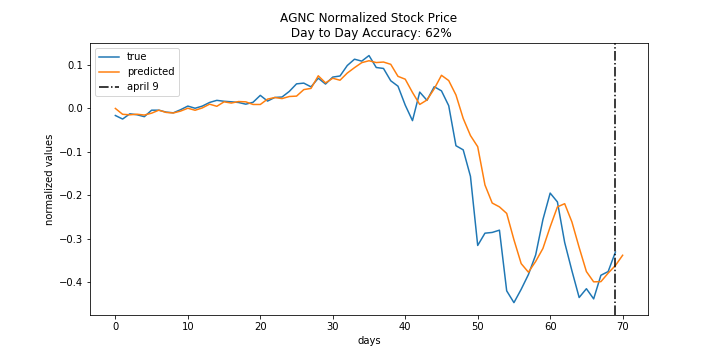 AGNC Normalized Stock Price
Day to Day Accuracy: 62%
true
predicted
april 9
normalized values
0.1
0.0
−0.1
−0.2
−0.3
−0.4
0 10 20 30 40 50 60 70
days